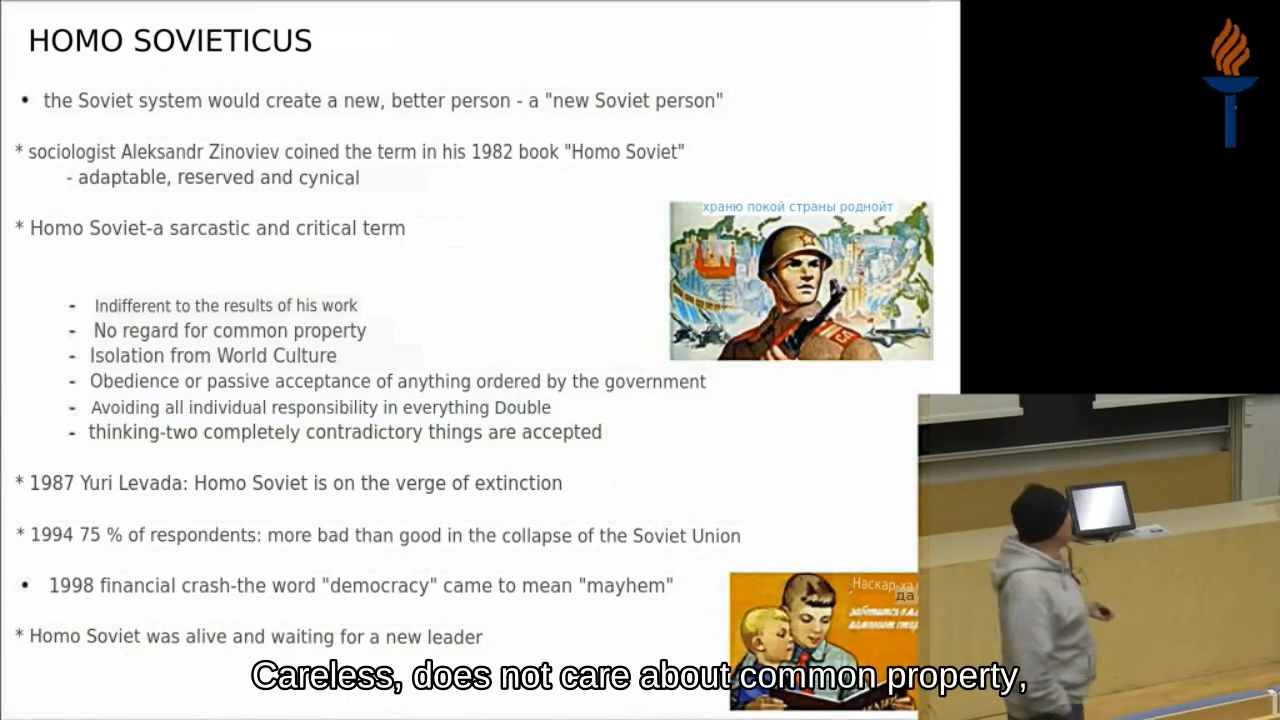 HOMO SOVIETICUS
• the Soviet system would create a new, better person - a "new Soviet person"
* sociologist Aleksandr Zinoviev coined the term in his 1982 book "Homo Soviet"
- adaptable, reserved and cynical
* Homo Soviet-a sarcastic and critical term
храню покой страны роднойт
- Indifferent to the results of his work
- No regard for common property
- Isolation from World Culture
- Obedience or passive acceptance of anything ordered by the government
- Avoiding all individual responsibility in everything Double
- thinking-two completely contradictory things are accepted
* 1987 Yuri Levada: Homo Soviet is on the verge of extinction
* 1994 75 % of respondents: more bad than good in the collapse of the Soviet Union
• 1998 financial crash-the word "democracy" came to mean "mayhem"
Наскар-ха
да
* Homo Soviet was alive and waiting for a new leader
Careless, does not care about common property,